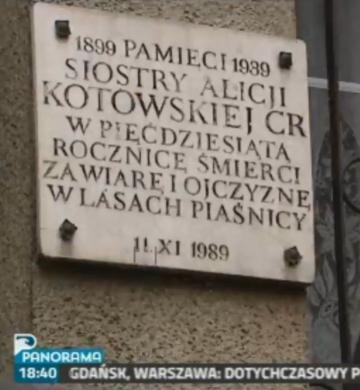 1899 PAMIĘCI 1939
SIOSTRY ALICJI
KOTOWSKIEJ CR
W PIĘĆDZIESIĄTĄ
ROCZNICĘ ŚMIERCI
ZA WIARĘ I OJCZYZNĘ
W LASACH PIAŚNICY
11.XI 1989
PANORAMA
18:40 GDAŃSK, WARSZAWA: DOTYCHCZASOWY P